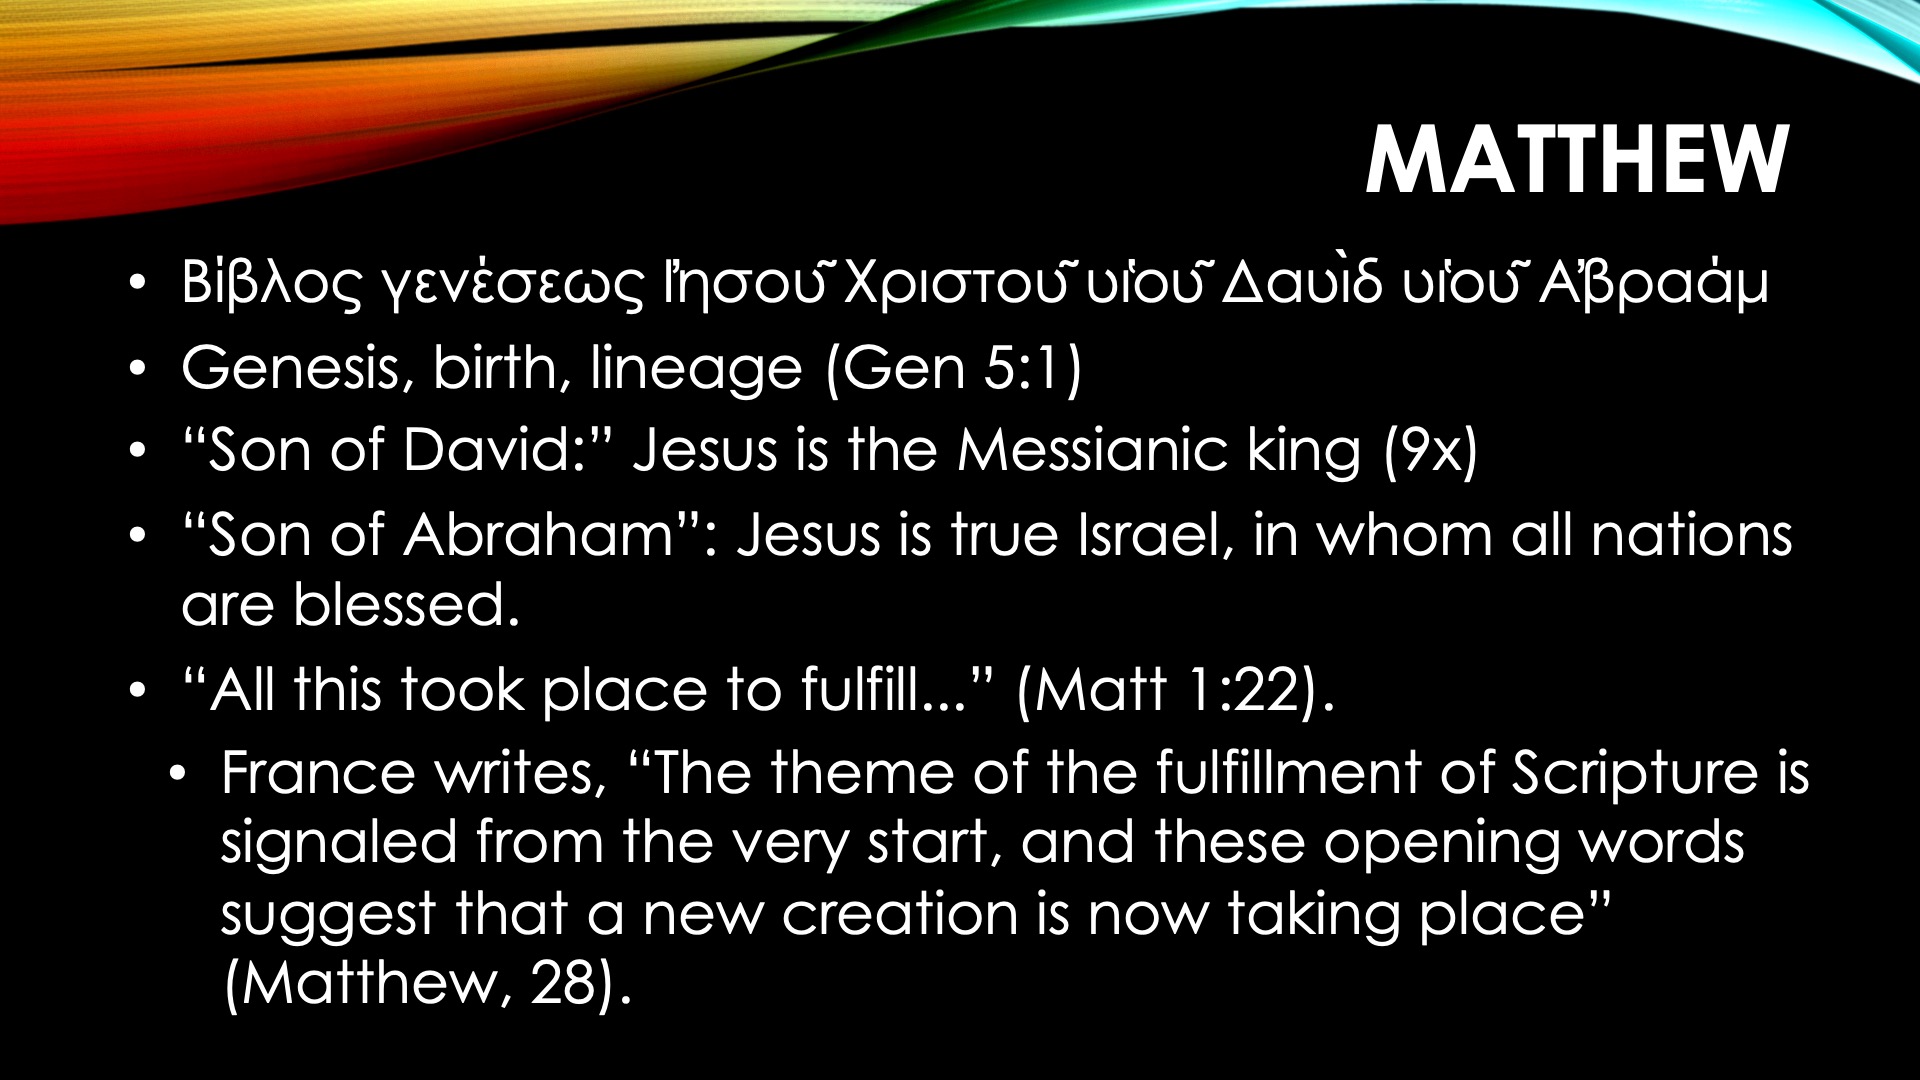 MATTHEW
• Βίβλος γενέσεως Ἰησοῦ Χριστοῦ υἱοῦ Δαυὶδ υἱοῦ Ἀβραάμ
• Genesis, birth, lineage (Gen 5:1)
• “Son of David:” Jesus is the Messianic king (9x)
• “Son of Abraham”: Jesus is true Israel, in whom all nations
are blessed.
• “All this took place to fulfill...” (Matt 1:22).
• France writes, “The theme of the fulfillment of Scripture is
signaled from the very start, and these opening words
suggest that a new creation is now taking place”
(Matthew, 28).